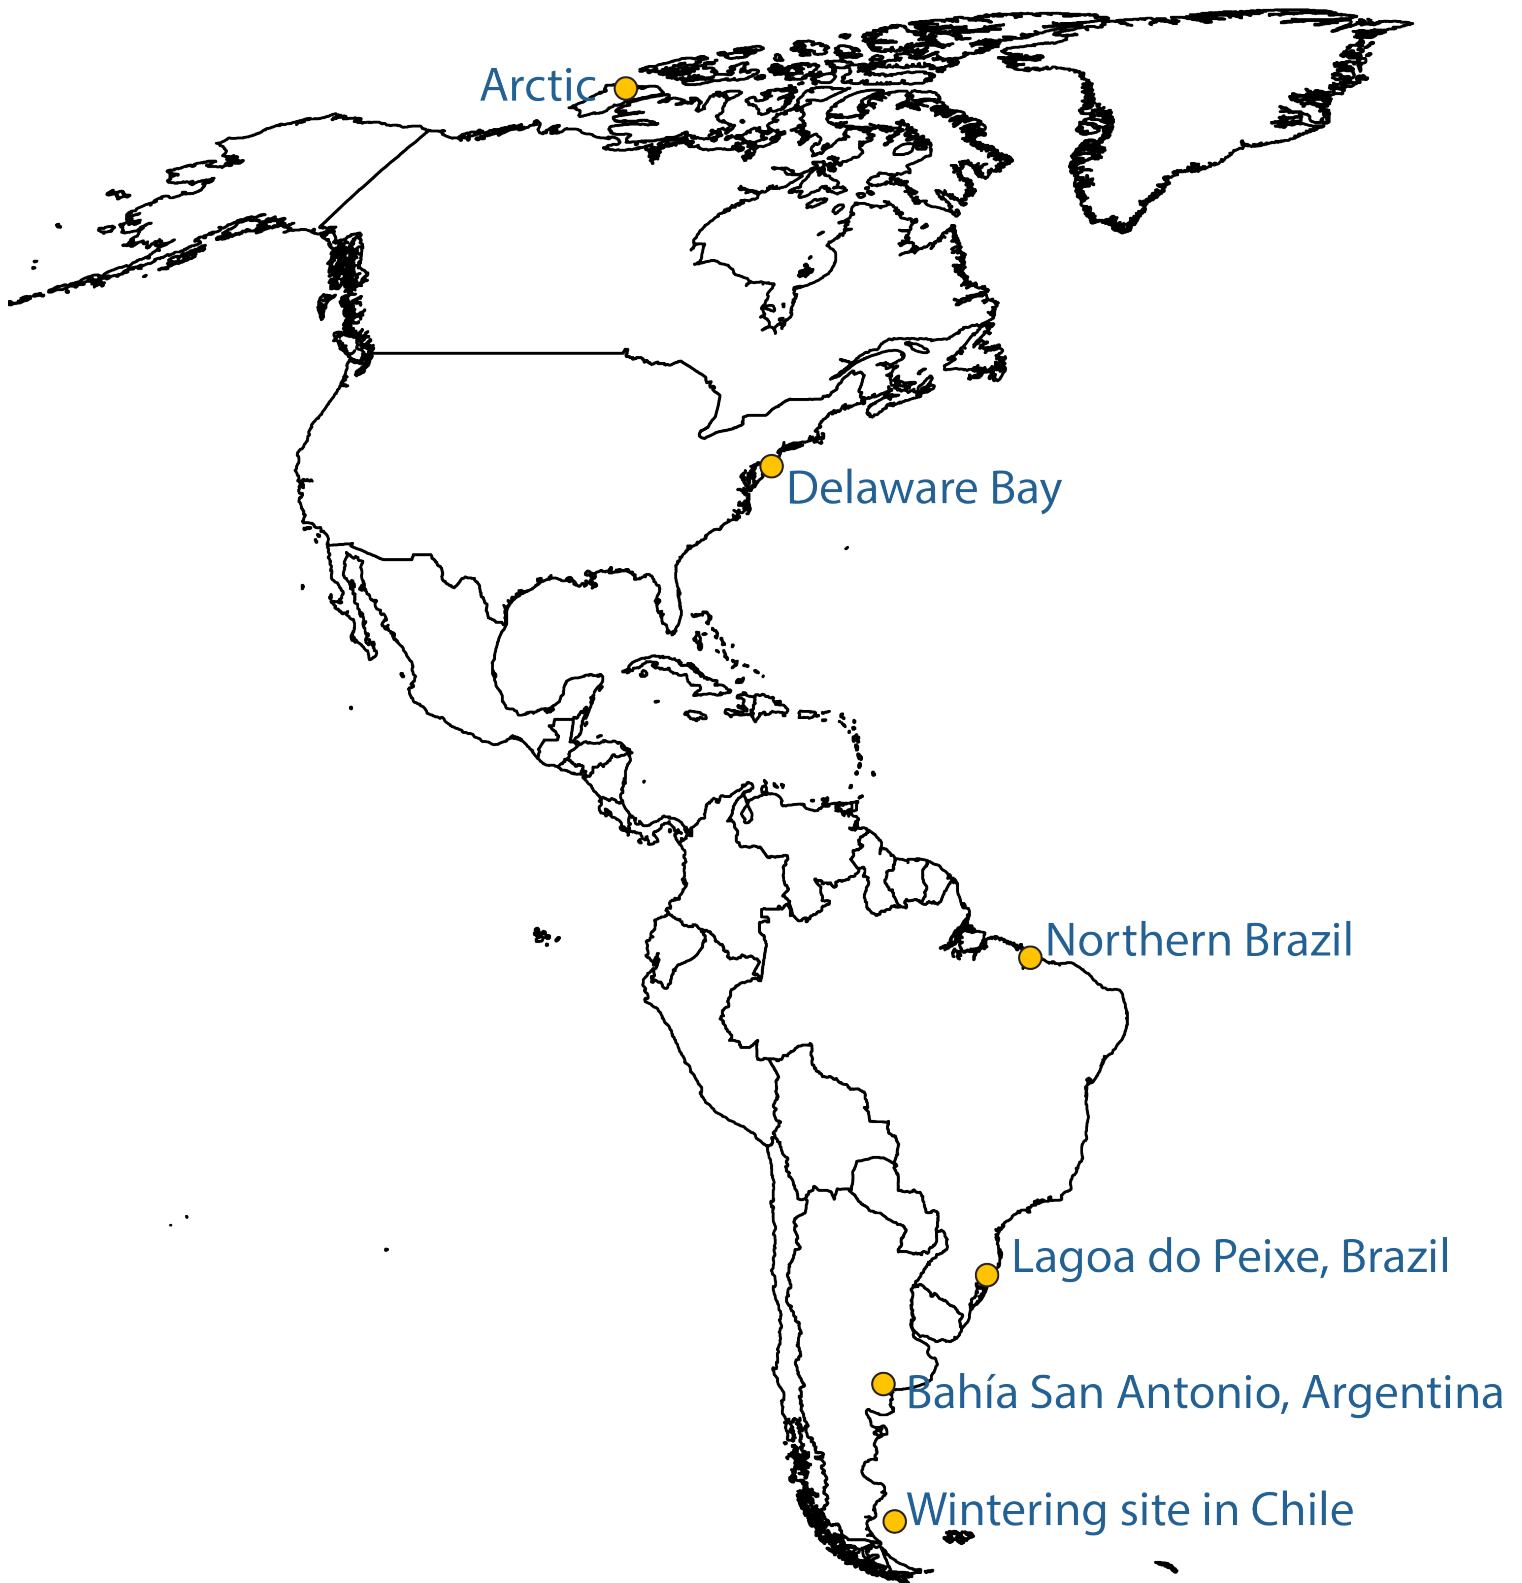 Arctic
Delaware Bay
Northern Brazil
Lagoa do Peixe, Brazil
Bahía San Antonio, Argentina
Wintering site in Chile